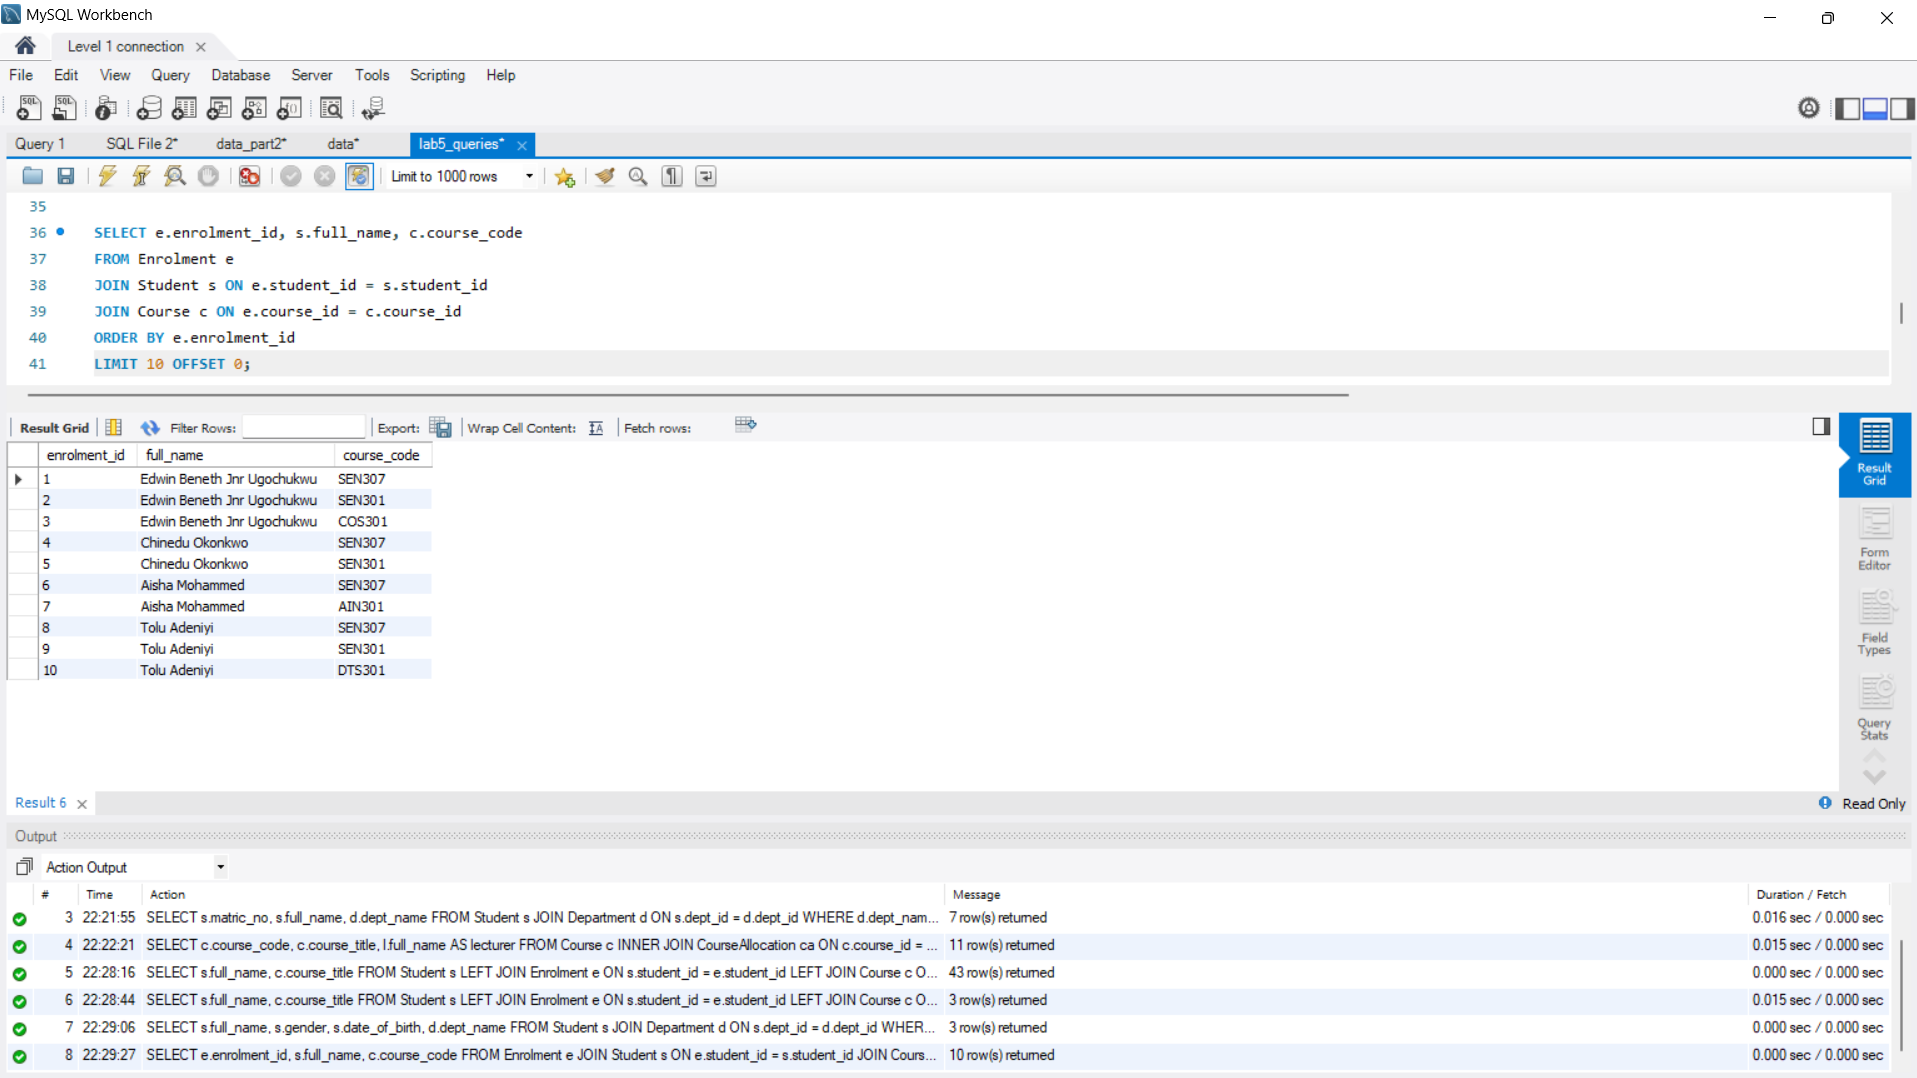 MySQL Workbench
Level 1 connection
File Edit View Query Database Server Tools Scripting Help
Query 1 SQL File 2* data_part2* data* lab5_queries*
Limit to 1000 rows
35
36 SELECT e.enrolment_id, s.full_name, c.course_code
37 FROM Enrolment e
38 JOIN Student s ON e.student_id = s.student_id
39 JOIN Course c ON e.course_id = c.course_id
40 ORDER BY e.enrolment_id
41 LIMIT 10 OFFSET 0;
Result Grid Filter Rows: Export: Wrap Cell Content: Fetch rows:
enrolment_id full_name course_code
1 Edwin Beneth Jnr Ugochukwu SEN307
2 Edwin Beneth Jnr Ugochukwu SEN301
3 Edwin Beneth Jnr Ugochukwu COS301
4 Chinedu Okonkwo SEN307
5 Chinedu Okonkwo SEN301
6 Aisha Mohammed SEN307
7 Aisha Mohammed AIN301
8 Tolu Adeniyi SEN307
9 Tolu Adeniyi SEN301
10 Tolu Adeniyi DTS301
Result
Grid
Form
Editor
Field
Types
Query
Stats
Result 6
Read Only
Output
Action Output
# Time Action Message Duration / Fetch
3 22:21:55 SELECT s.matric_no, s.full_name, d.dept_name FROM Student s JOIN Department d ON s.dept_id = d.dept_id WHERE d.dept_nam... 7 row(s) returned 0.016 sec / 0.000 sec
4 22:22:21 SELECT c.course_code, c.course_title, l.full_name AS lecturer FROM Course c INNER JOIN CourseAllocation ca ON c.course_id = ... 11 row(s) returned 0.015 sec / 0.000 sec
5 22:28:16 SELECT s.full_name, c.course_title FROM Student s LEFT JOIN Enrolment e ON s.student_id = e.student_id LEFT JOIN Course c O... 43 row(s) returned 0.000 sec / 0.000 sec
6 22:28:44 SELECT s.full_name, c.course_title FROM Student s LEFT JOIN Enrolment e ON s.student_id = e.student_id LEFT JOIN Course c O... 3 row(s) returned 0.015 sec / 0.000 sec
7 22:29:06 SELECT s.full_name, s.gender, s.date_of_birth, d.dept_name FROM Student s JOIN Department d ON s.dept_id = d.dept_id WHER... 3 row(s) returned 0.000 sec / 0.000 sec
8 22:29:27 SELECT e.enrolment_id, s.full_name, c.course_code FROM Enrolment e JOIN Student s ON e.student_id = s.student_id JOIN Cours... 10 row(s) returned 0.000 sec / 0.000 sec